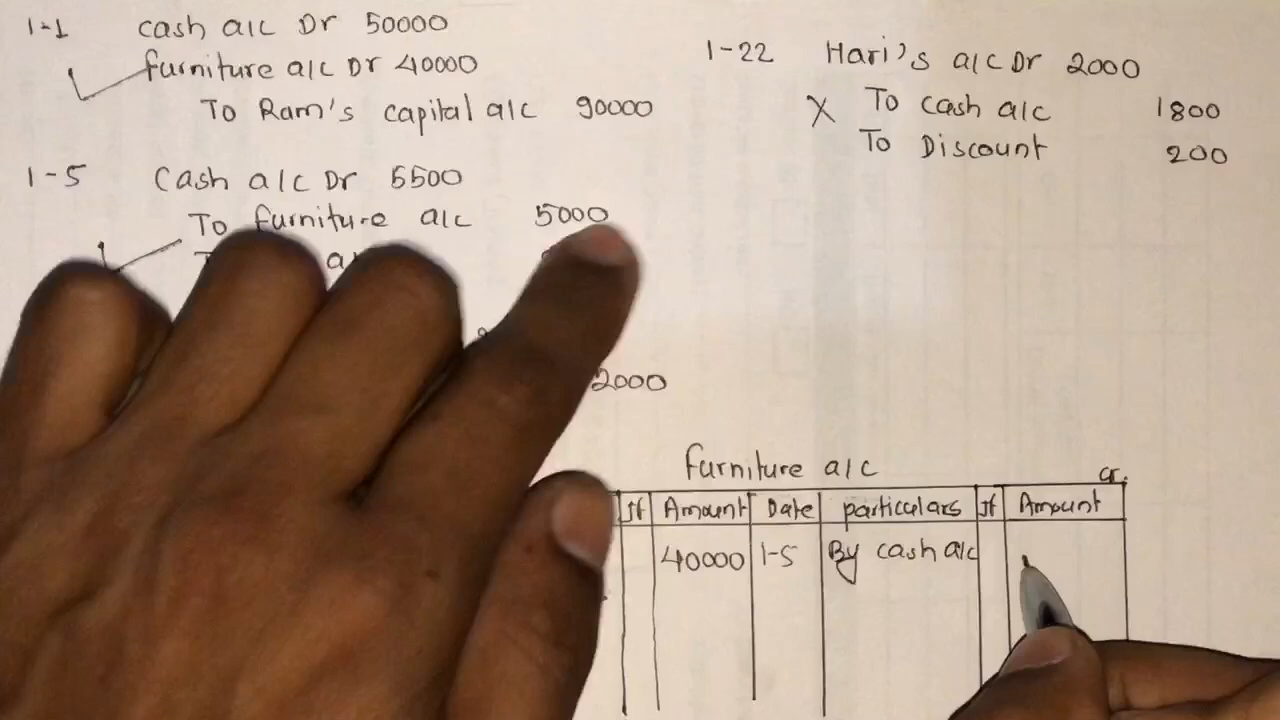 1-1 cash a/c Dr 50000
furniture a/c Dr 40000
To Ram's capital a/c 90000
1-5 Cash a/c Dr 5500
To furniture a/c 5000
2000
1-22 Hari's a/c Dr 2000
X To cash a/c 1800
To Discount 200
furniture a/c
cr.
Jf Amount Date particulars Jf Amount
40000 1-5 By cash a/c